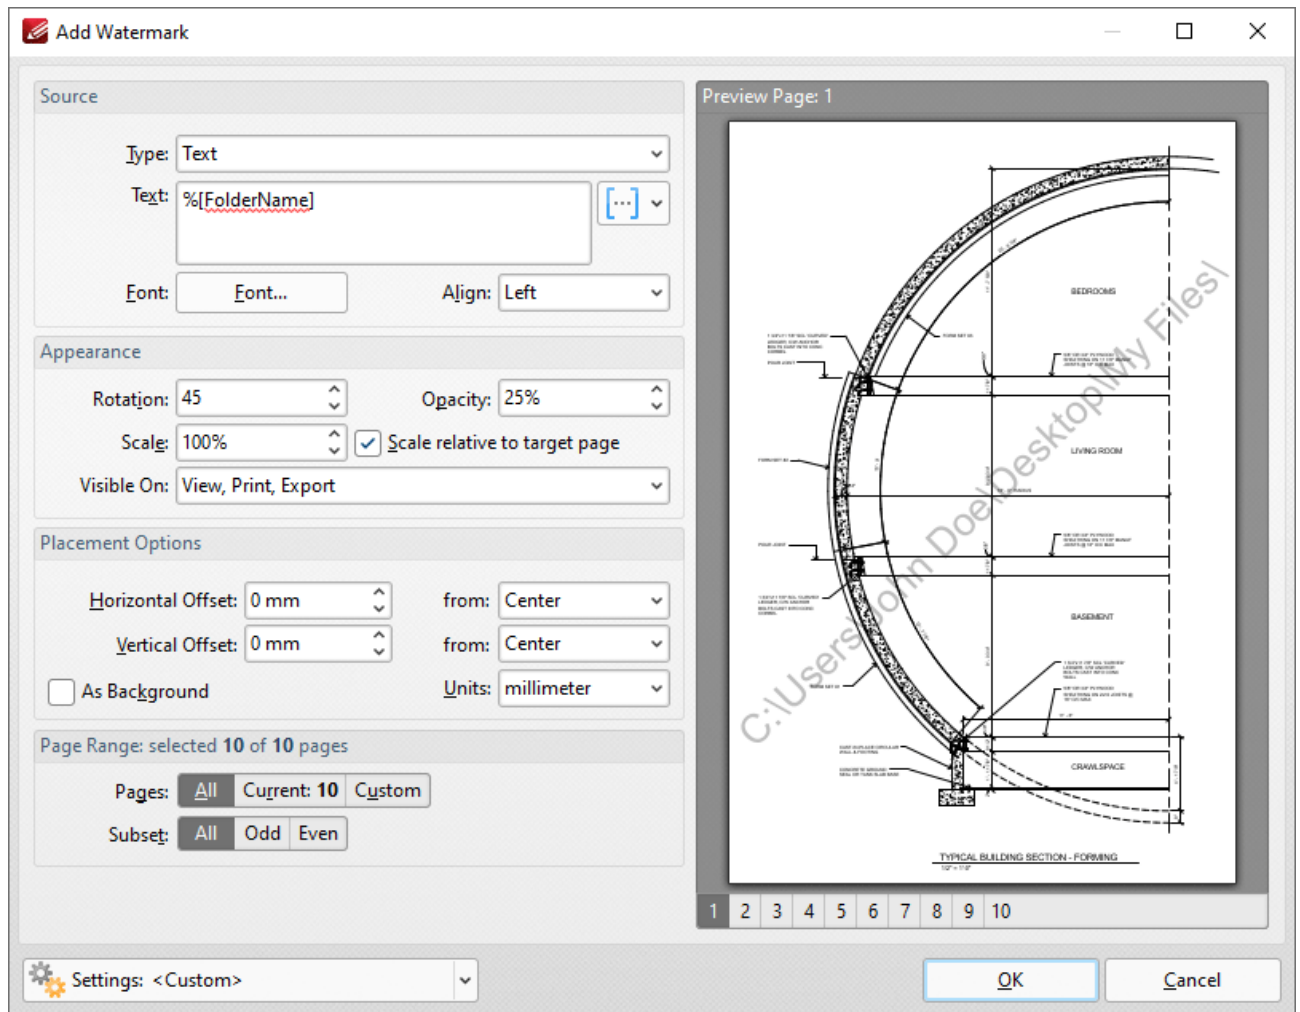 Add Watermark
Source
Type: Text
Text: %[FolderName]
Font: Font... Align: Left
Appearance
Rotation: 45 Opacity: 25%
Scale: 100% Scale relative to target page
Visible On: View, Print, Export
Placement Options
Horizontal Offset: 0 mm from: Center
Vertical Offset: 0 mm from: Center
As Background Units: millimeter
Page Range: selected 10 of 10 pages
Pages: All Current: 10 Custom
Subset: All Odd Even
Preview Page: 1
BEDROOMS
LIVING ROOM
BASEMENT
CRAWLSPACE
C:\Users\John Doe\Desktop\My Files\
TYPICAL BUILDING SECTION - FORMING
1 2 3 4 5 6 7 8 9 10
Settings: <Custom>
OK Cancel